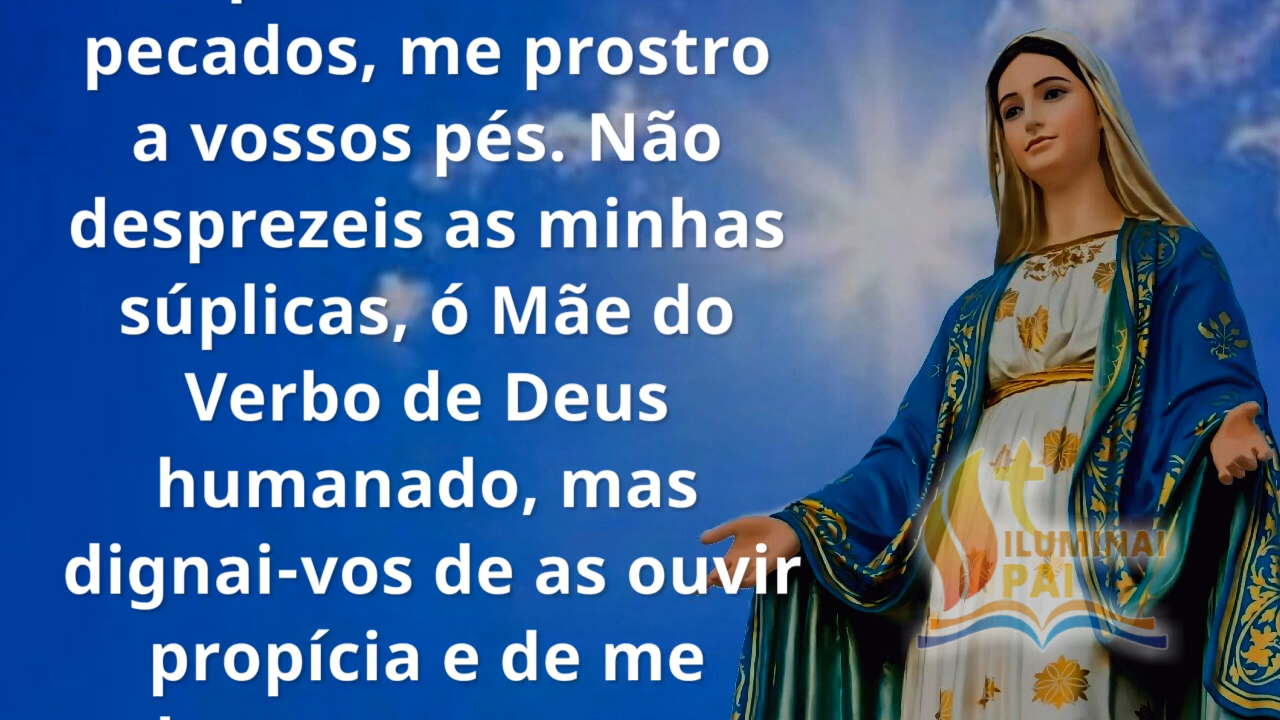 pecados, me prostro
a vossos pés. Não
desprezeis as minhas
súplicas, ó Mãe do
Verbo de Deus
humanado, mas
dignai-vos de as ouvir
propícia e de me
ILUMINAI
PAI